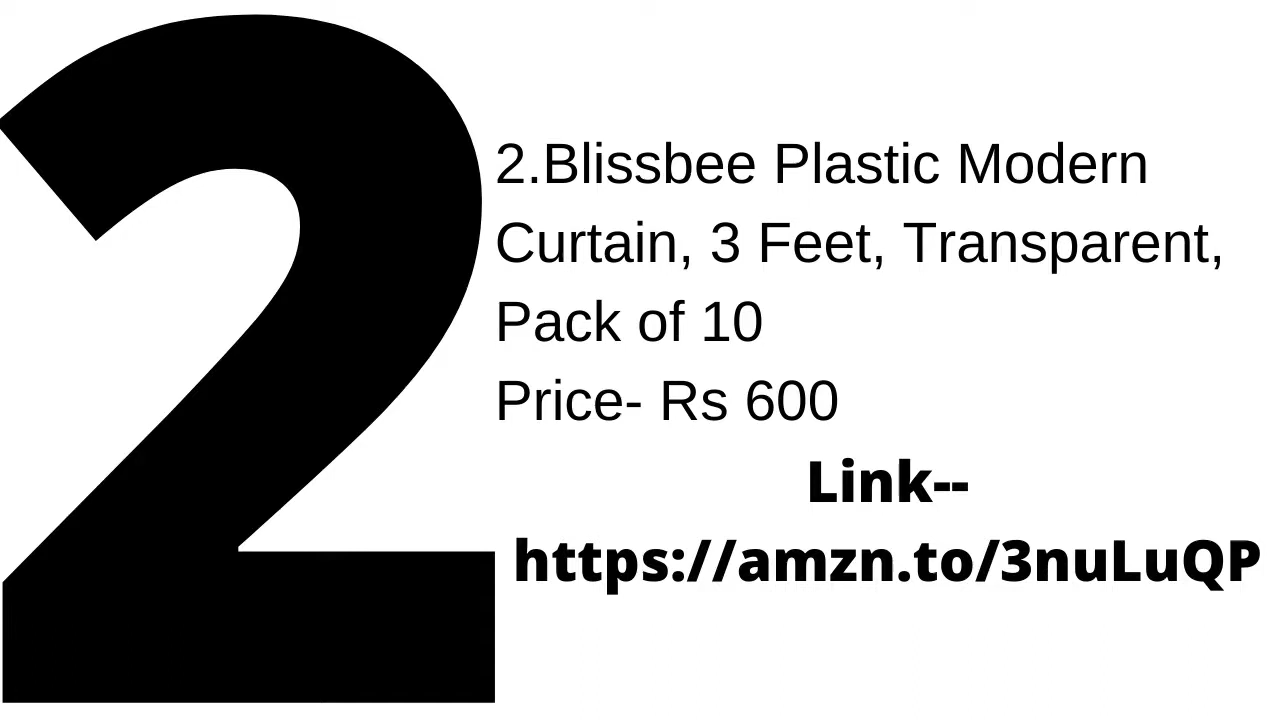 2
2.Blissbee Plastic Modern
Curtain, 3 Feet, Transparent,
Pack of 10
Price- Rs 600
Link--
https://amzn.to/3nuLuQP